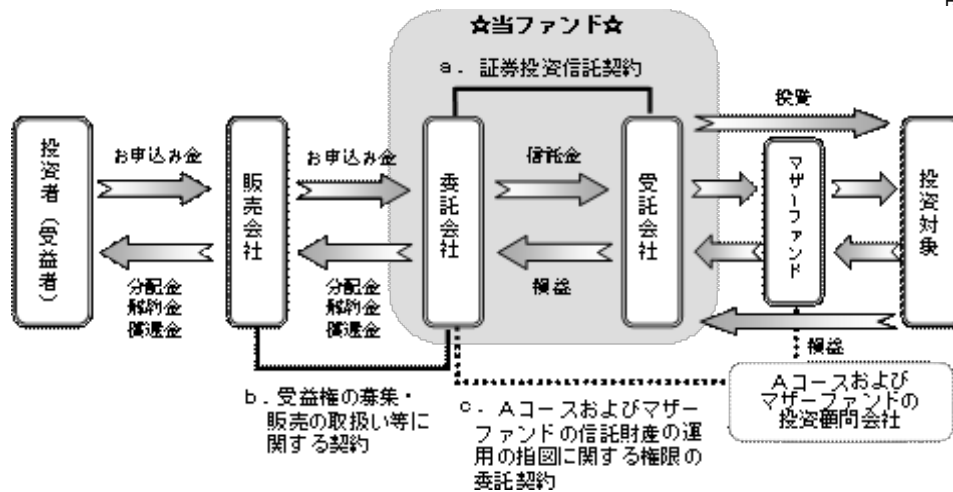 ☆当ファンド☆
a．証券投資信託契約
投資者（受益者）
お申込み金
分配金
解約金
償還金
販売会社
お申込み金
分配金
解約金
償還金
委託会社
信託金
損益
受託会社
投資
マザーファンド
損益
投資対象
b．受益権の募集・
販売の取扱い等に
関する契約
c．Aコースおよびマザー
ファンドの信託財産の運
用の指図に関する権限の
委託契約
Aコースおよび
マザーファンドの
投資顧問会社